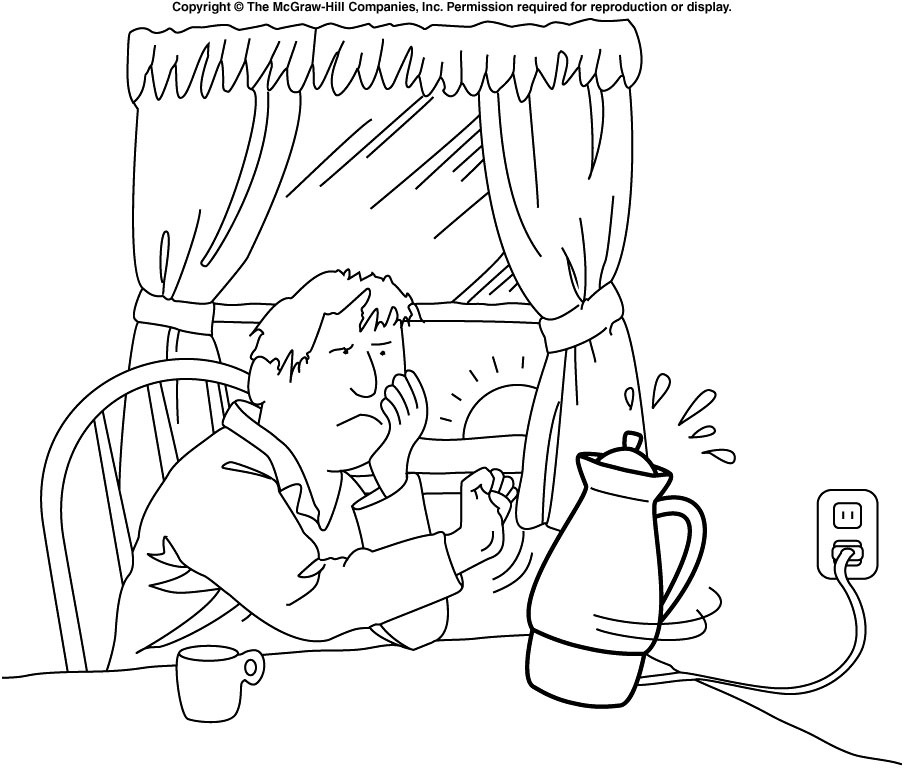 Copyright © The McGraw-Hill Companies, Inc. Permission required for reproduction or display.